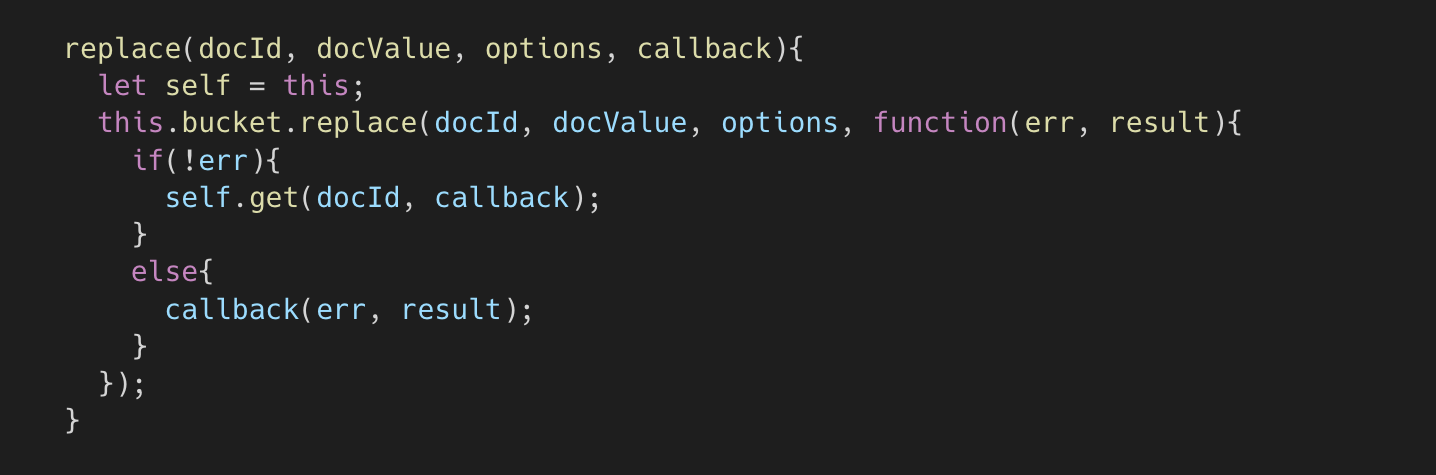 replace(docId, docValue, options, callback){
  let self = this;
  this.bucket.replace(docId, docValue, options, function(err, result){
    if(!err){
      self.get(docId, callback);
    }
    else{
      callback(err, result);
    }
  });
}